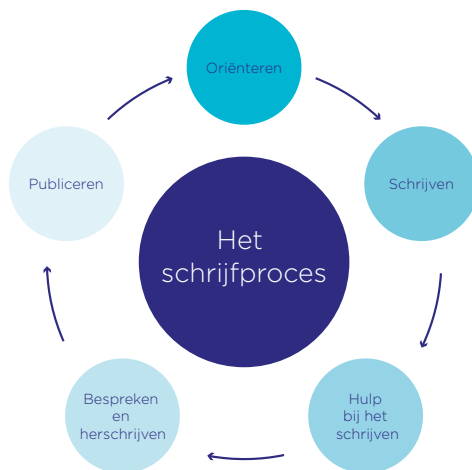 Oriënteren
Schrijven
Hulp
bij het
schrijven
Bespreken
en
herschrijven
Publiceren
Het
schrijfproces